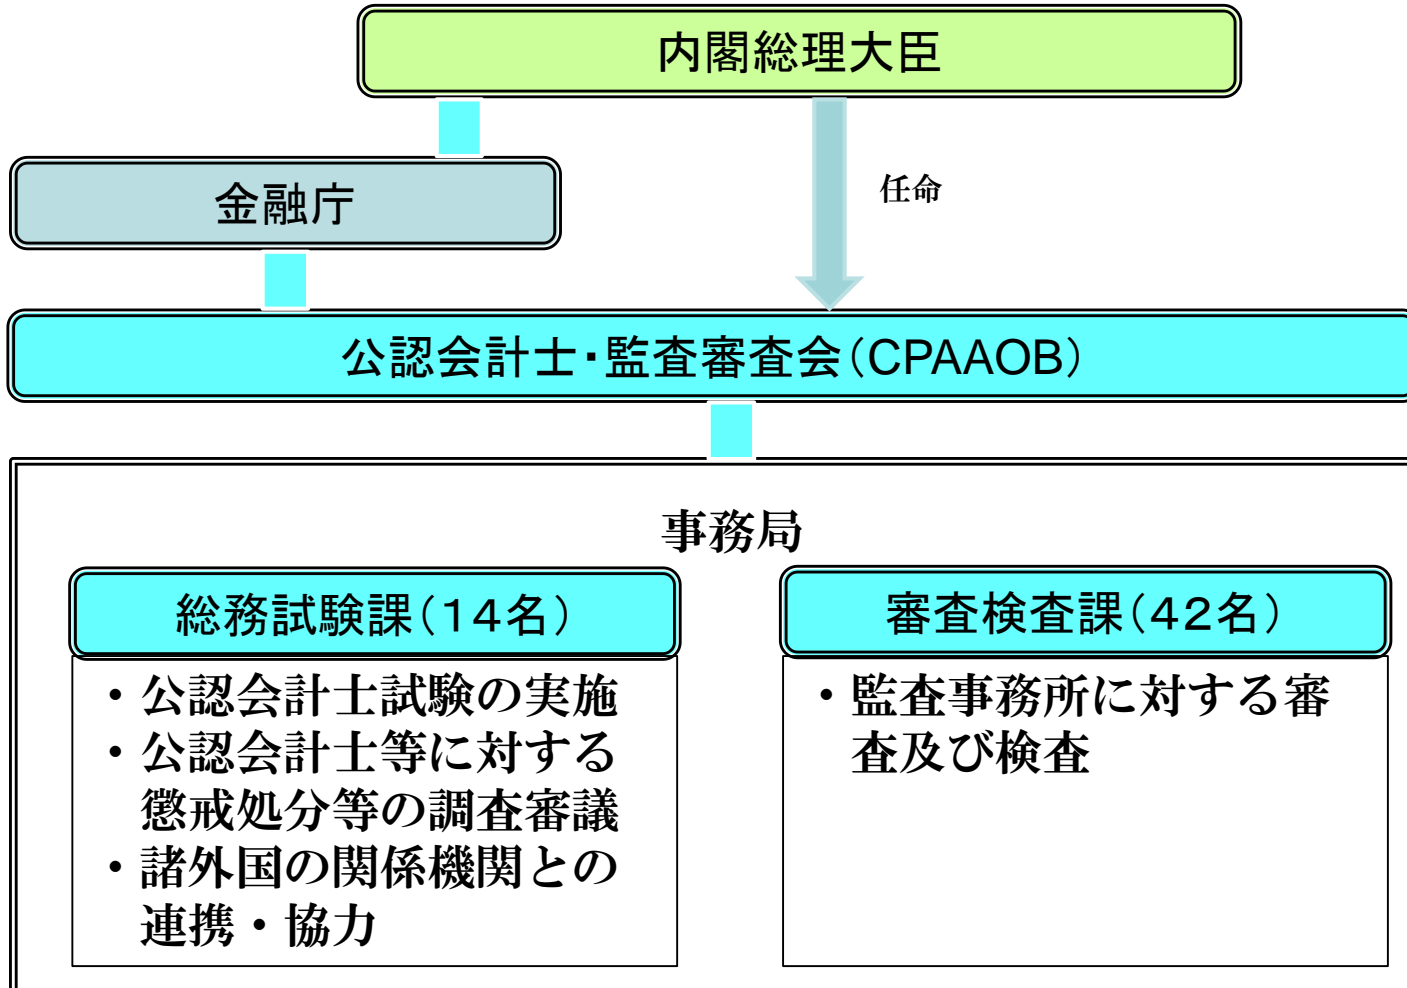 内閣総理大臣
金融庁
任命
公認会計士・監査審査会（CPAAOB）
事務局
総務試験課（１４名）
・公認会計士試験の実施
・公認会計士等に対する
懲戒処分等の調査審議
・諸外国の関係機関との
連携・協力
審査検査課（４２名）
・監査事務所に対する審
査及び検査